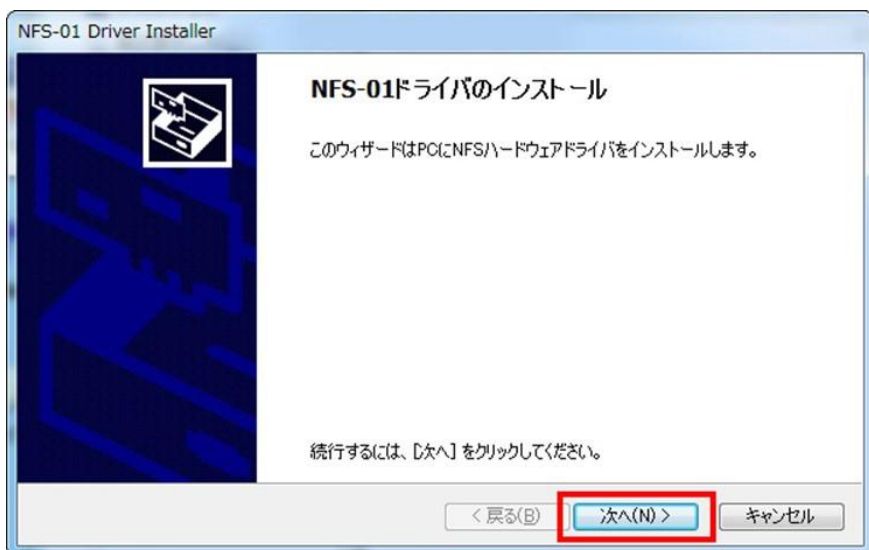 NFS-01 Driver Installer
NFS-01ドライバのインストール
このウィザードはPCにNFSハードウェアドライバをインストールします。
続行するには、[次へ] をクリックしてください。
< 戻る(B)
次へ(N) >
キャンセル